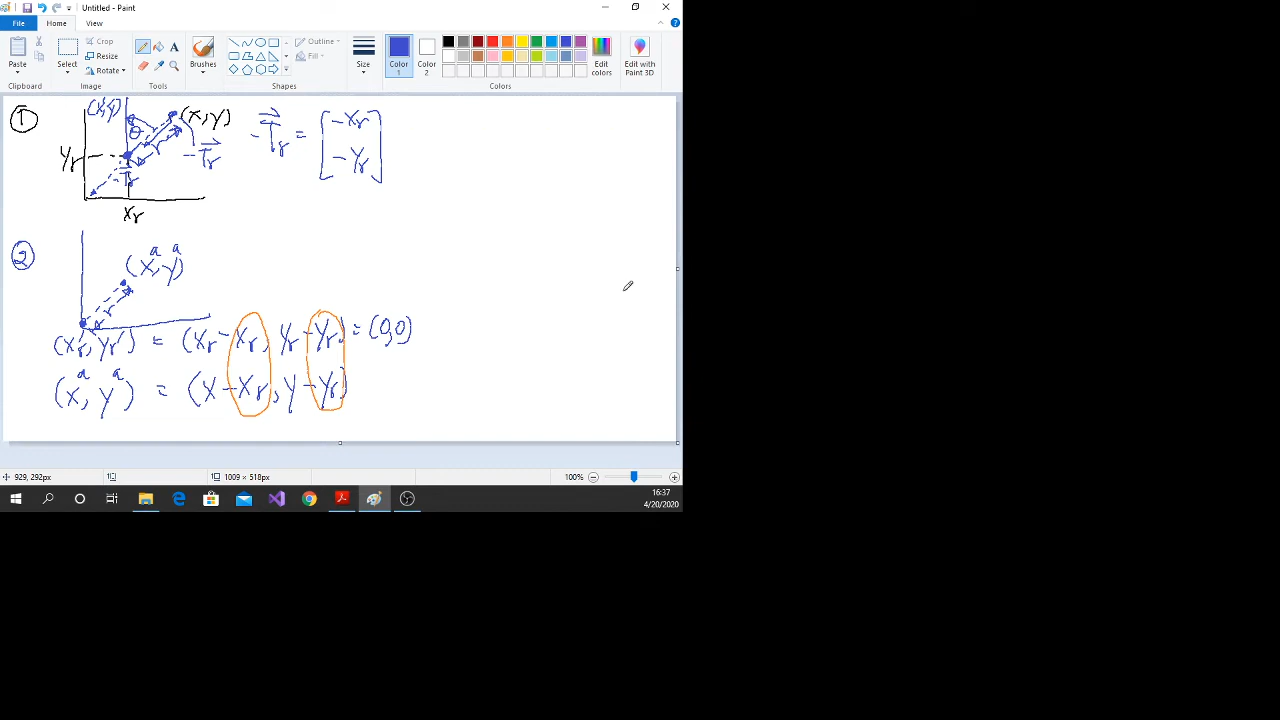 Untitled - Paint
File Home View
Paste
Select
Crop
Resize
Rotate
Brushes
Outline
Fill
Size
Color 1
Color 2
Edit colors
Edit with Paint 3D
Clipboard Image Tools Shapes Colors
1
(x',y')
(x,y)
θ
r
yr
-Tr
-Tr
xr
-Tr =
[-xr
-yr]
2
(xᵃ, yᵃ)
r
(xr', yr') = (xr - xr, yr - yr) = (0,0)
(xᵃ, yᵃ) = (x - xr, y - yr)
929, 292px
1009 × 518px
100%
16:37
4/20/2020